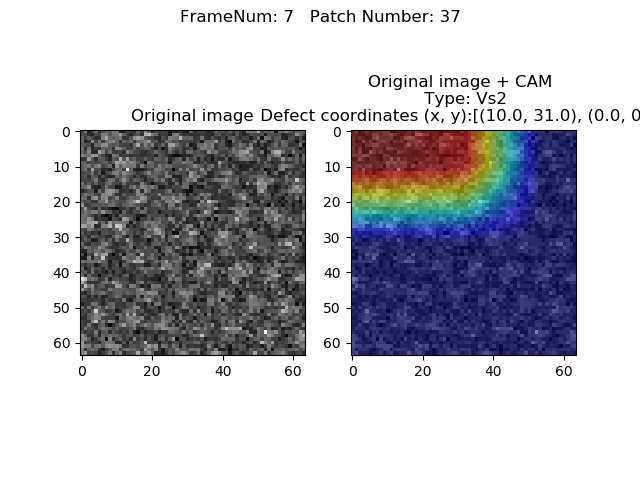 FrameNum: 7   Patch Number: 37
Original image + CAM
Type: Vs2
Original image
Defect coordinates (x, y):[(10.0, 31.0), (0.0, 0
0
10
20
30
40
50
60
0 20 40 60
0
10
20
30
40
50
60
0 20 40 60